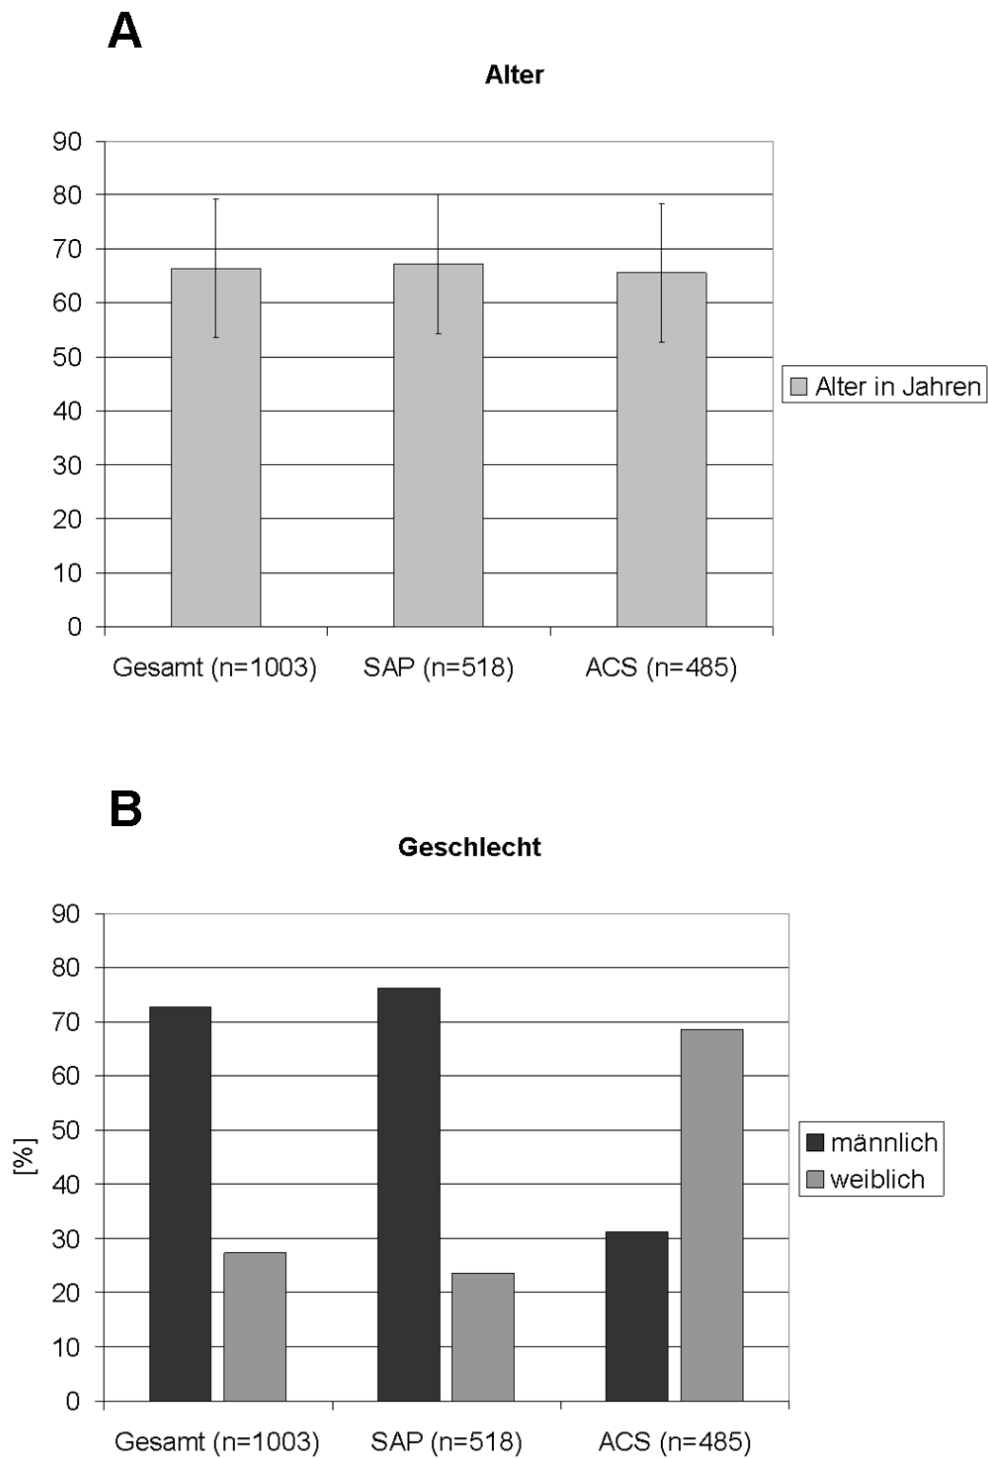 A
Alter
90
80
70
60
50
40
30
20
10
0
Gesamt (n=1003) SAP (n=518) ACS (n=485)
Alter in Jahren
B
Geschlecht
[%]
90
80
70
60
50
40
30
20
10
0
Gesamt (n=1003) SAP (n=518) ACS (n=485)
männlich
weiblich